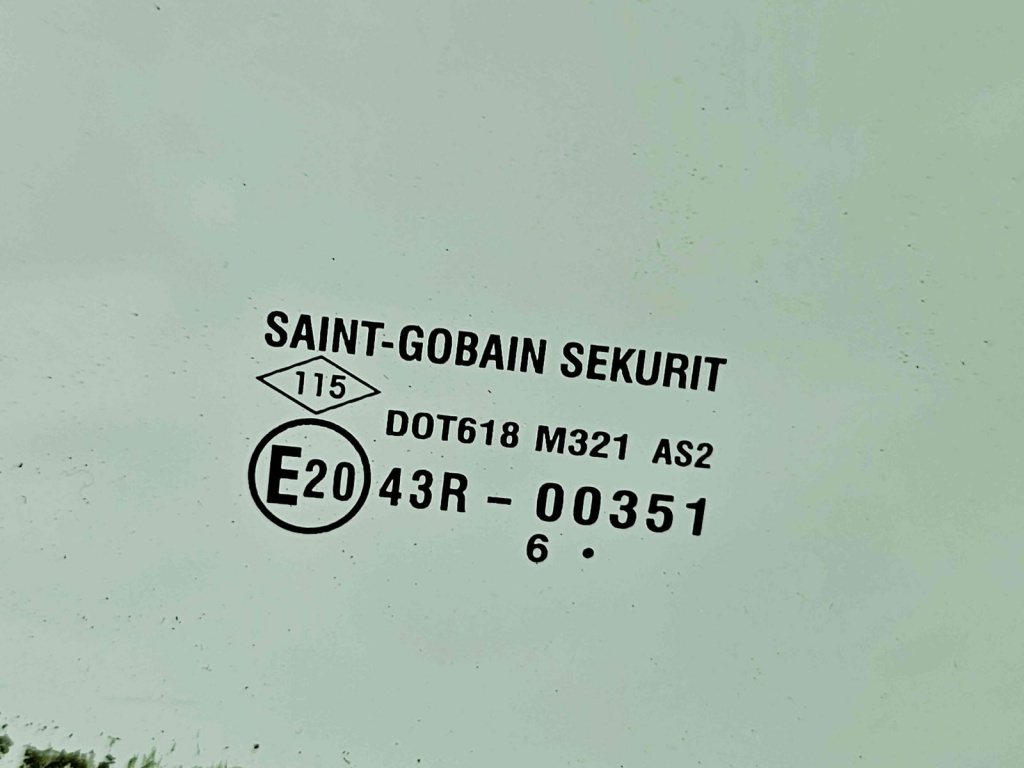 SAINT-GOBAIN SEKURIT
115
DOT618 M321 AS2
E20 43R - 00351
6 •